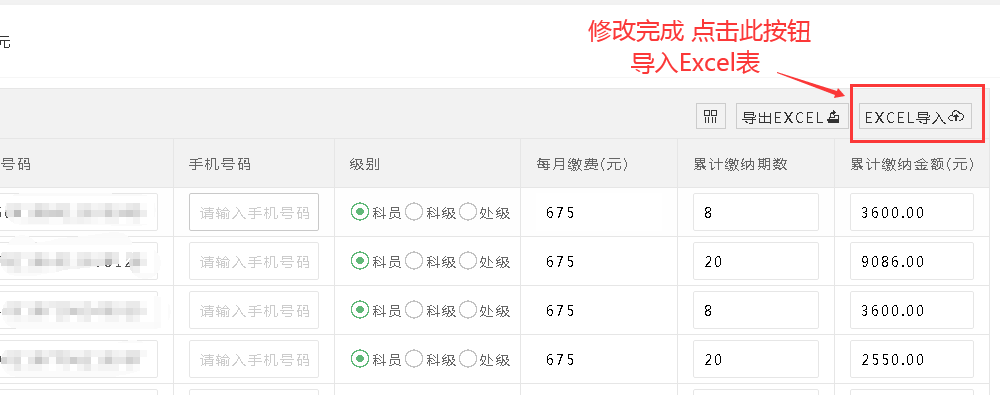 元
修改完成 点击此按钮
导入Excel表
导出EXCEL EXCEL导入
号码 手机号码 级别 每月缴费(元) 累计缴纳期数 累计缴纳金额(元)
请输入手机号码 科员 科级 处级 675 8 3600.00
请输入手机号码 科员 科级 处级 675 20 9086.00
请输入手机号码 科员 科级 处级 675 8 3600.00
请输入手机号码 科员 科级 处级 675 20 2550.00